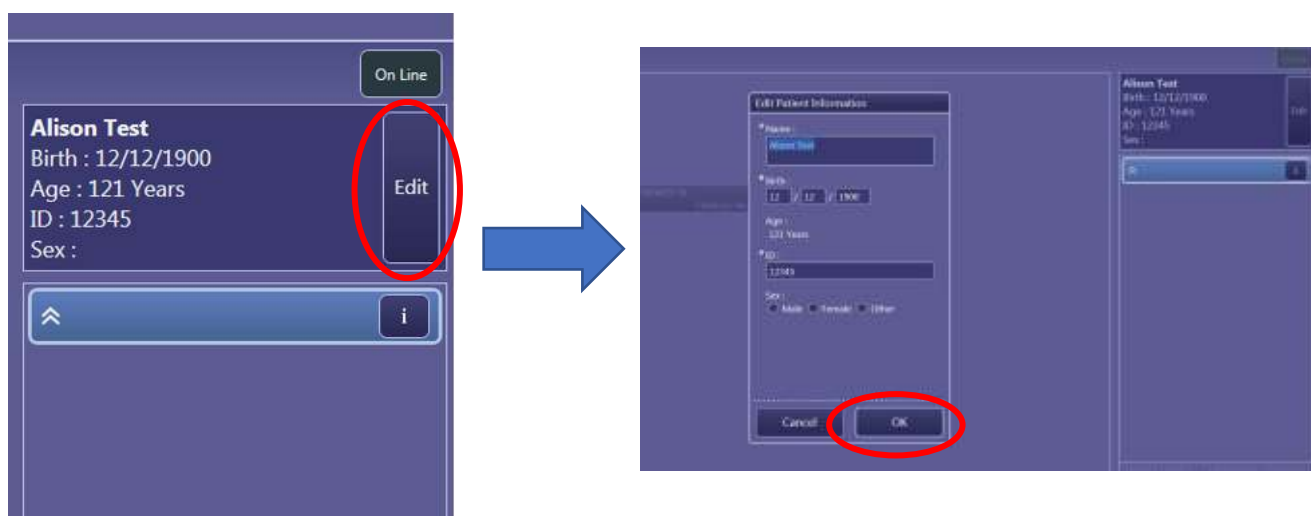 On Line
Alison Test
Birth : 12/12/1900
Age : 121 Years
ID : 12345
Sex :
Edit
i
Edit Patient Information
*Name :
Alison Test
*Birth :
12 / 12 / 1900
Age :
121 Years
*ID :
12345
Sex :
Male Female Other
Cancel
OK
Alison Test
Birth : 12/12/1900
Age : 121 Years
ID : 12345
Sex :
Edit
i